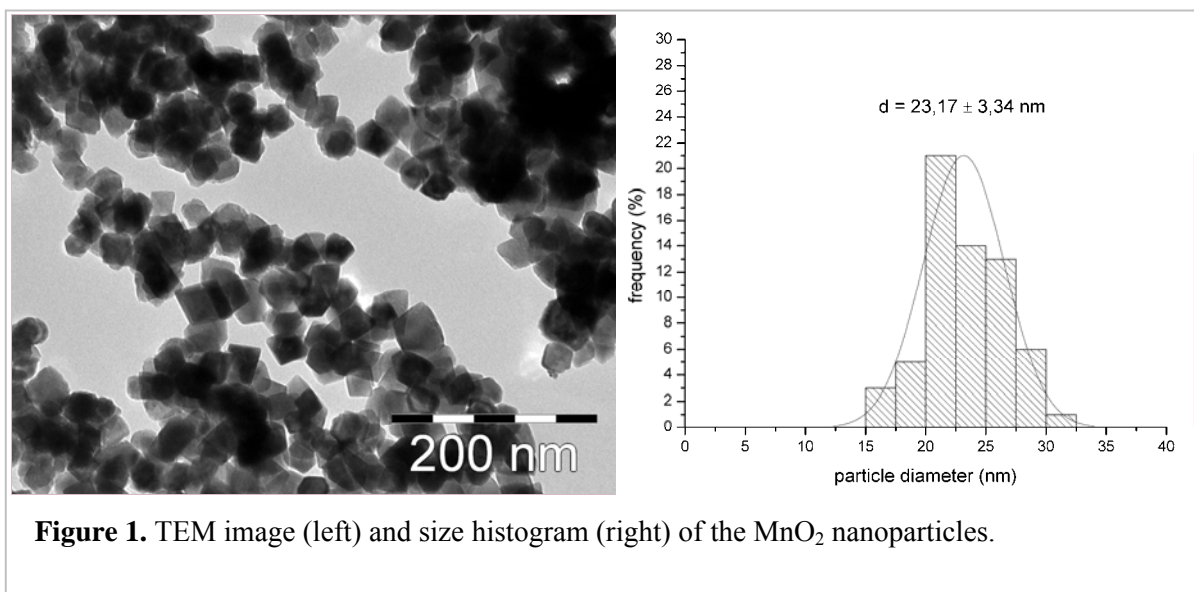 200 nm
30
28
26
24
22
20
18
16
14
12
10
8
6
4
2
0
frequency (%)
d = 23,17 ± 3,34 nm
0 5 10 15 20 25 30 35 40
particle diameter (nm)
Figure 1. TEM image (left) and size histogram (right) of the MnO₂ nanoparticles.